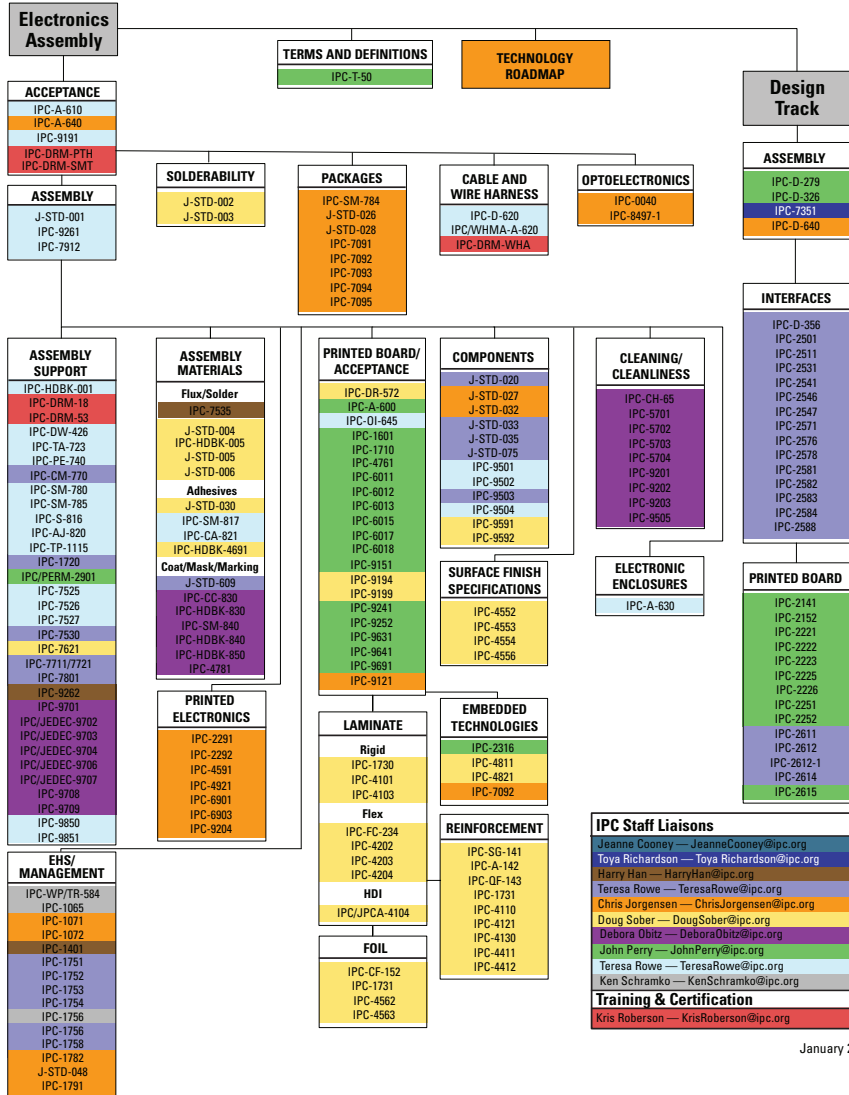 Electronics
Assembly
TERMS AND DEFINITIONS
IPC-T-50
TECHNOLOGY
ROADMAP
Design
Track
ACCEPTANCE
IPC-A-610
IPC-A-640
IPC-9191
IPC-DRM-PTH
IPC-DRM-SMT
ASSEMBLY
J-STD-001
IPC-9261
IPC-7912
SOLDERABILITY
J-STD-002
J-STD-003
PACKAGES
IPC-SM-784
J-STD-026
J-STD-028
IPC-7091
IPC-7092
IPC-7093
IPC-7094
IPC-7095
CABLE AND
WIRE HARNESS
IPC-D-620
IPC/WHMA-A-620
IPC-DRM-WHA
OPTOELECTRONICS
IPC-0040
IPC-8497-1
ASSEMBLY
IPC-D-279
IPC-D-326
IPC-7351
IPC-D-640
INTERFACES
IPC-D-356
IPC-2501
IPC-2511
IPC-2531
IPC-2541
IPC-2546
IPC-2547
IPC-2571
IPC-2576
IPC-2578
IPC-2581
IPC-2582
IPC-2583
IPC-2584
IPC-2588
ASSEMBLY
SUPPORT
IPC-HDBK-001
IPC-DRM-18
IPC-DRM-53
IPC-DW-426
IPC-TA-723
IPC-PE-740
IPC-CM-770
IPC-SM-780
IPC-SM-785
IPC-S-816
IPC-AJ-820
IPC-TP-1115
IPC-1720
IPC/PERM-2901
IPC-7525
IPC-7526
IPC-7527
IPC-7530
IPC-7621
IPC-7711/7721
IPC-7801
IPC-9262
IPC-9701
IPC/JEDEC-9702
IPC/JEDEC-9703
IPC/JEDEC-9704
IPC/JEDEC-9706
IPC/JEDEC-9707
IPC-9708
IPC-9709
IPC-9850
IPC-9851
ASSEMBLY
MATERIALS
Flux/Solder
IPC-7535
J-STD-004
IPC-HDBK-005
J-STD-005
J-STD-006
Adhesives
J-STD-030
IPC-SM-817
IPC-CA-821
IPC-HDBK-4691
Coat/Mask/Marking
J-STD-609
IPC-CC-830
IPC-HDBK-830
IPC-SM-840
IPC-HDBK-840
IPC-HDBK-850
IPC-4781
PRINTED BOARD/
ACCEPTANCE
IPC-DR-572
IPC-A-600
IPC-OI-645
IPC-1601
IPC-1710
IPC-4761
IPC-6011
IPC-6012
IPC-6013
IPC-6015
IPC-6017
IPC-6018
IPC-9151
IPC-9194
IPC-9199
IPC-9241
IPC-9252
IPC-9631
IPC-9641
IPC-9691
IPC-9121
COMPONENTS
J-STD-020
J-STD-027
J-STD-032
J-STD-033
J-STD-035
J-STD-075
IPC-9501
IPC-9502
IPC-9503
IPC-9504
IPC-9591
IPC-9592
CLEANING/
CLEANLINESS
IPC-CH-65
IPC-5701
IPC-5702
IPC-5703
IPC-5704
IPC-9201
IPC-9202
IPC-9203
IPC-9505
SURFACE FINISH
SPECIFICATIONS
IPC-4552
IPC-4553
IPC-4554
IPC-4556
ELECTRONIC
ENCLOSURES
IPC-A-630
PRINTED BOARD
IPC-2141
IPC-2152
IPC-2221
IPC-2222
IPC-2223
IPC-2225
IPC-2226
IPC-2251
IPC-2252
IPC-2611
IPC-2612
IPC-2612-1
IPC-2614
IPC-2615
PRINTED
ELECTRONICS
IPC-2291
IPC-2292
IPC-4591
IPC-4921
IPC-6901
IPC-6903
IPC-9204
LAMINATE
Rigid
IPC-1730
IPC-4101
IPC-4103
Flex
IPC-FC-234
IPC-4202
IPC-4203
IPC-4204
HDI
IPC/JPCA-4104
EMBEDDED
TECHNOLOGIES
IPC-2316
IPC-4811
IPC-4821
IPC-7092
REINFORCEMENT
IPC-SG-141
IPC-A-142
IPC-QF-143
IPC-1731
IPC-4110
IPC-4121
IPC-4130
IPC-4411
IPC-4412
FOIL
IPC-CF-152
IPC-1731
IPC-4562
IPC-4563
EHS/
MANAGEMENT
IPC-WP/TR-584
IPC-1065
IPC-1071
IPC-1072
IPC-1401
IPC-1751
IPC-1752
IPC-1753
IPC-1754
IPC-1756
IPC-1756
IPC-1758
IPC-1782
J-STD-048
IPC-1791
IPC Staff Liaisons
Jeanne Cooney — JeanneCooney@ipc.org
Toya Richardson — Toya Richardson@ipc.org
Harry Han — HarryHan@ipc.org
Teresa Rowe — TeresaRowe@ipc.org
Chris Jorgensen — ChrisJorgensen@ipc.org
Doug Sober — DougSober@ipc.org
Debora Obitz — DeboraObitz@ipc.org
John Perry — JohnPerry@ipc.org
Teresa Rowe — TeresaRowe@ipc.org
Ken Schramko — KenSchramko@ipc.org
Training & Certification
Kris Roberson — KrisRoberson@ipc.org
January 2